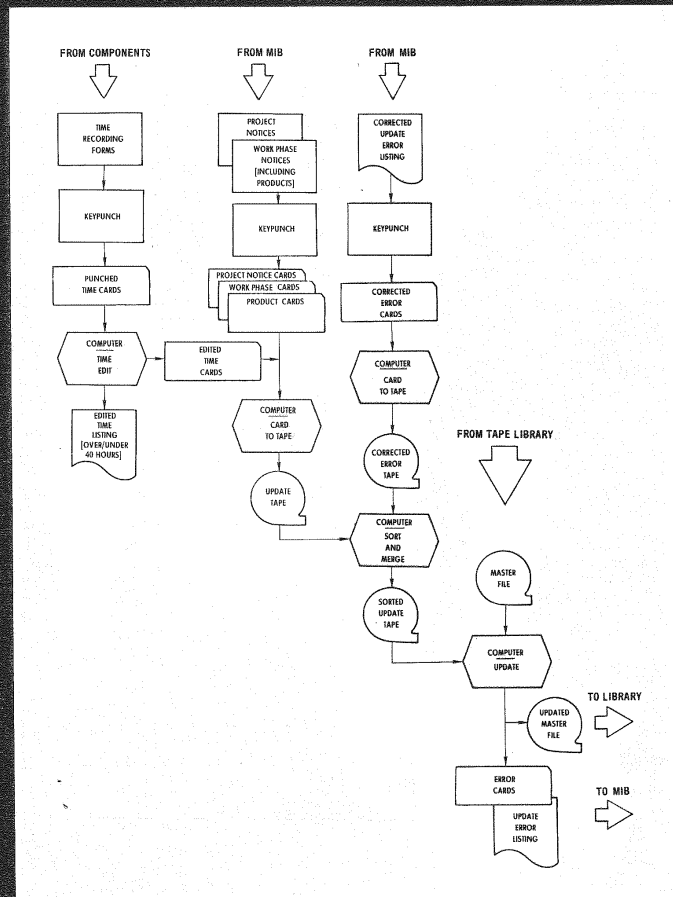 FROM COMPONENTS
FROM MIB
FROM MIB
TIME
RECORDING
FORMS
PROJECT
NOTICES
WORK PHASE
NOTICES
[INCLUDING
PRODUCTS]
CORRECTED
UPDATE
ERROR
LISTING
KEYPUNCH
KEYPUNCH
KEYPUNCH
PUNCHED
TIME CARDS
PROJECT NOTICE CARDS
WORK PHASE CARDS
PRODUCT CARDS
CORRECTED
ERROR
CARDS
COMPUTER
TIME
EDIT
EDITED
TIME
CARDS
COMPUTER
CARD
TO TAPE
EDITED
TIME
LISTING
[OVER/UNDER
40 HOURS]
COMPUTER
CARD
TO TAPE
FROM TAPE LIBRARY
CORRECTED
ERROR
TAPE
UPDATE
TAPE
COMPUTER
SORT
AND
MERGE
MASTER
FILE
SORTED
UPDATE
TAPE
COMPUTER
UPDATE
TO LIBRARY
UPDATED
MASTER
FILE
ERROR
CARDS
TO MIB
UPDATE
ERROR
LISTING